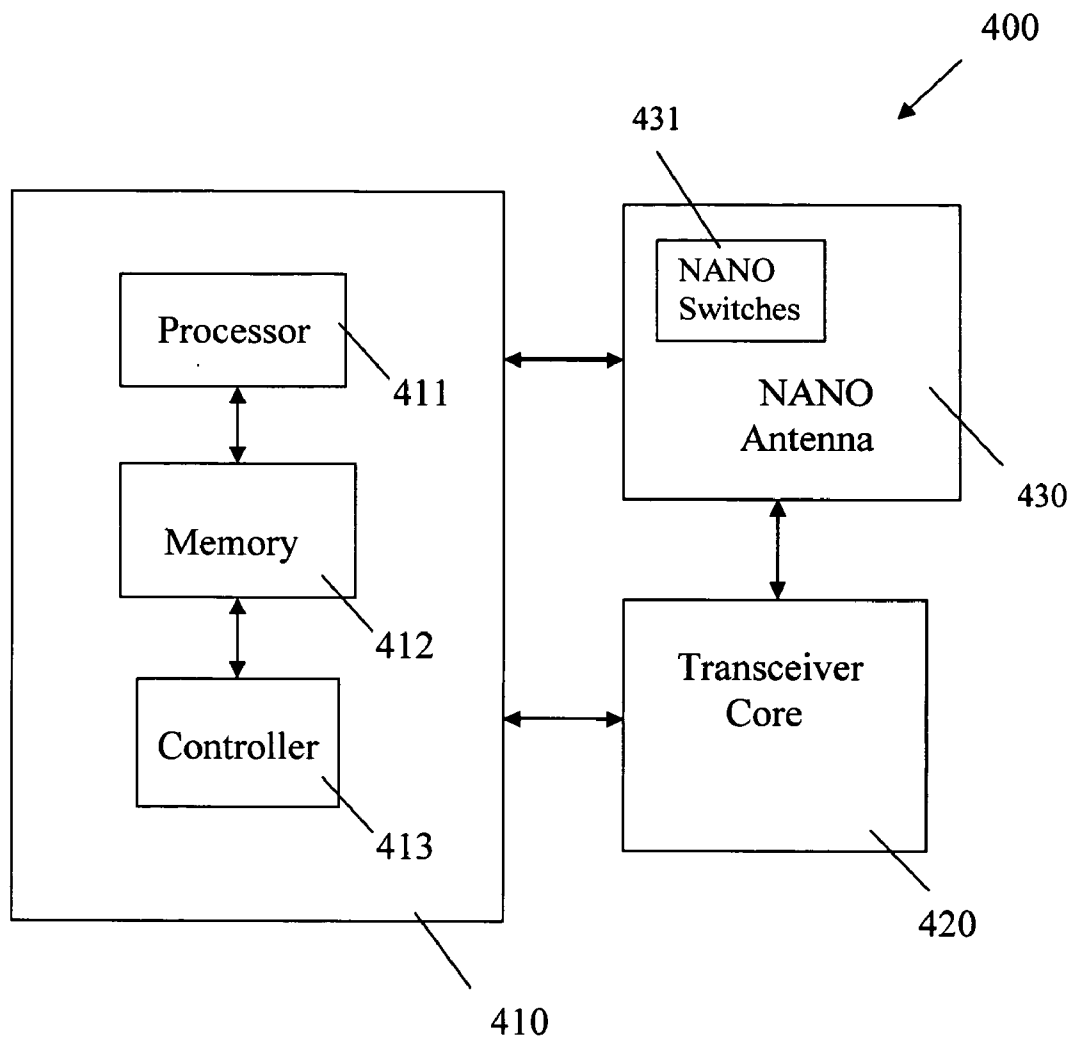 400
431
NANO
Switches
Processor
411
NANO
Antenna
430
Memory
412
Transceiver
Core
Controller
413
420
410